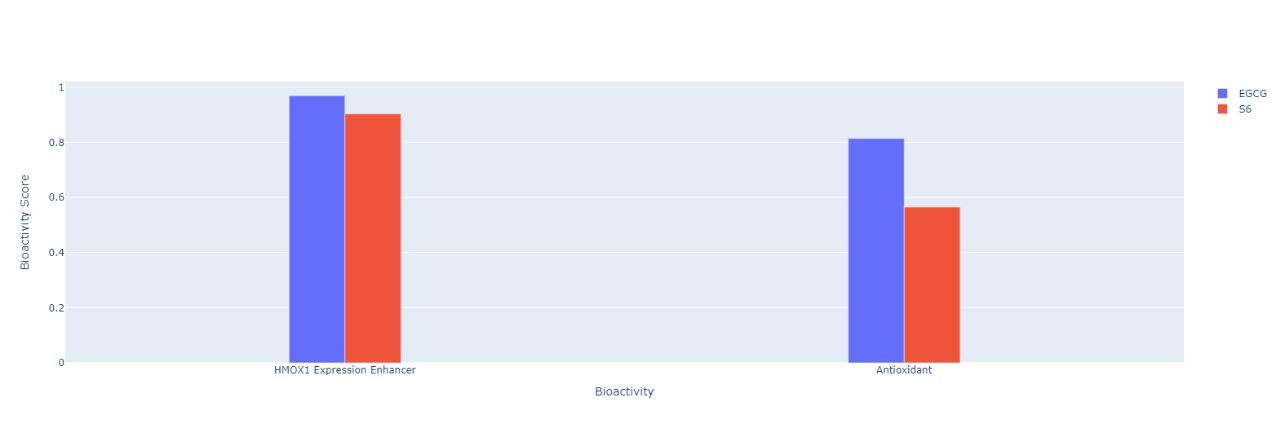 1
0.8
0.6
0.4
0.2
0
Bioactivity Score
HMOX1 Expression Enhancer
Antioxidant
Bioactivity
EGCG
S6